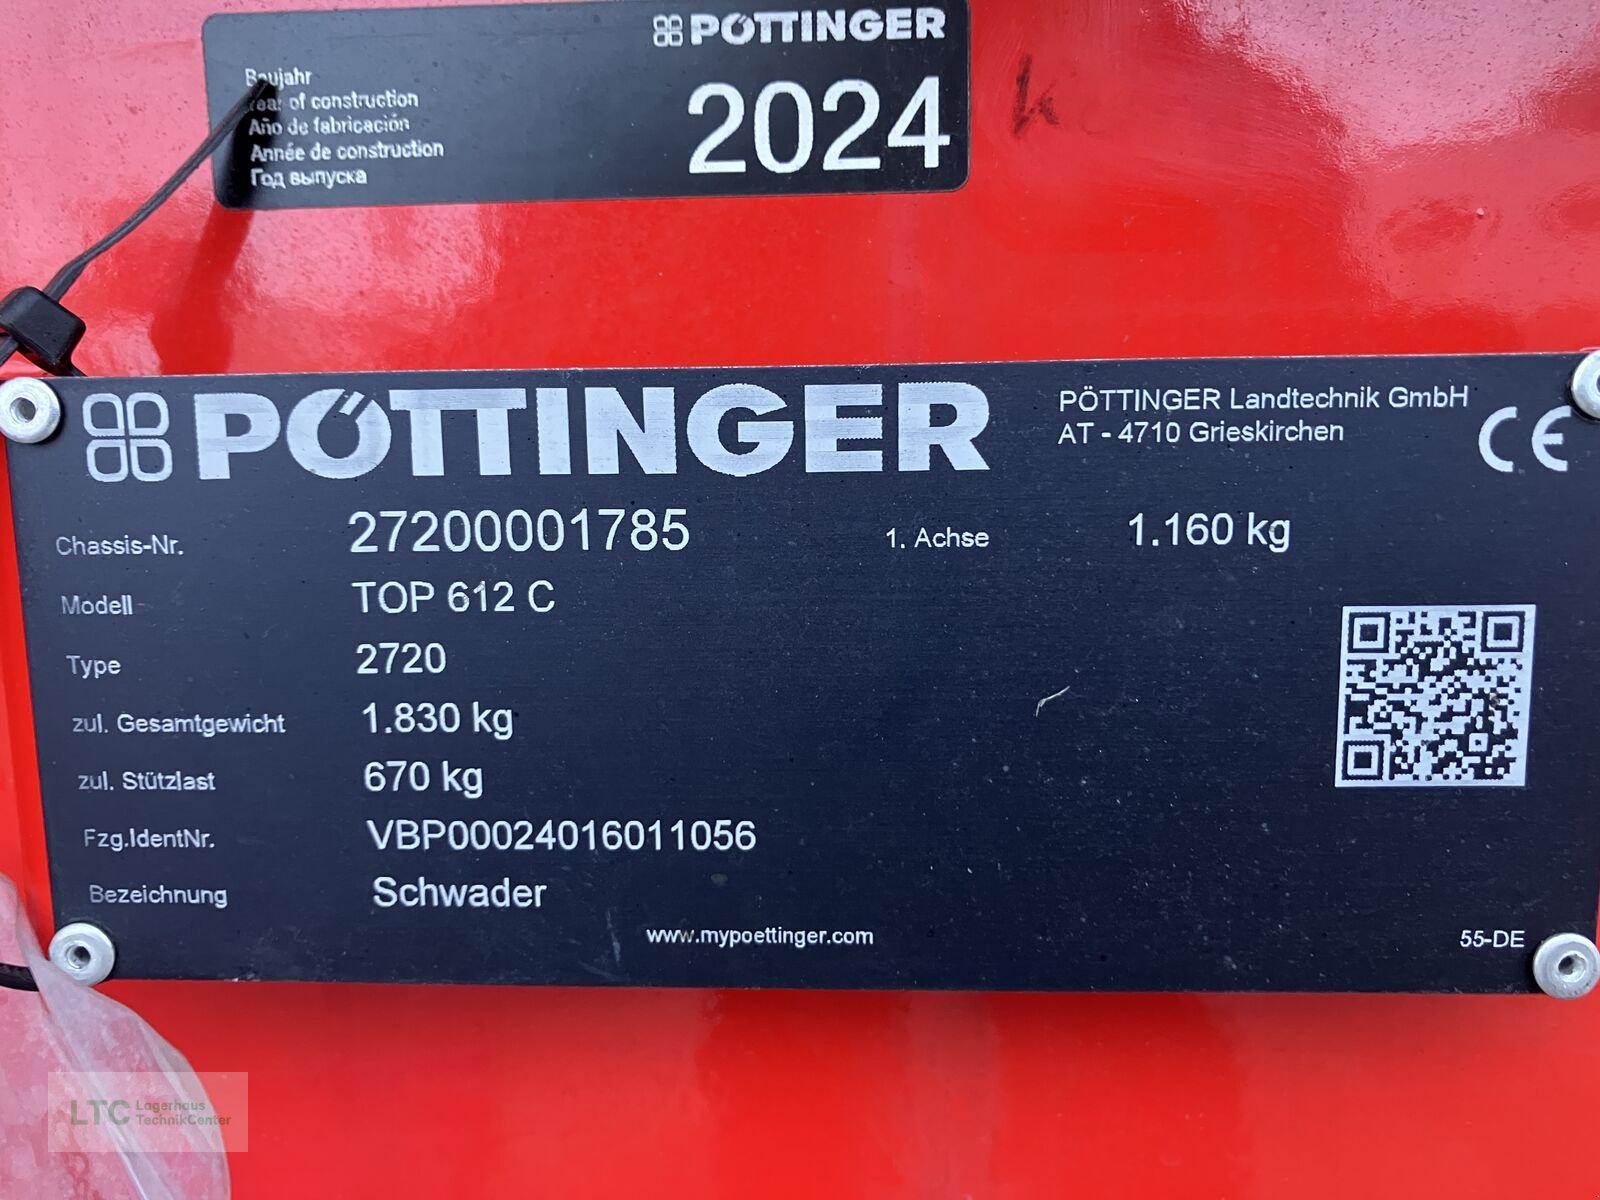 PÖTTINGER
Baujahr
Year of construction
Año de fabricación
Année de construction
Год выпуска
2024
PÖTTINGER
PÖTTINGER Landtechnik GmbH
AT - 4710 Grieskirchen
CE
Chassis-Nr. 27200001785 1. Achse 1.160 kg
Modell TOP 612 C
Type 2720
zul. Gesamtgewicht 1.830 kg
zul. Stützlast 670 kg
Fzg.IdentNr. VBP00024016011056
Bezeichnung Schwader
www.mypoettinger.com 55-DE
LTC Lagerhaus
TechnikCenter